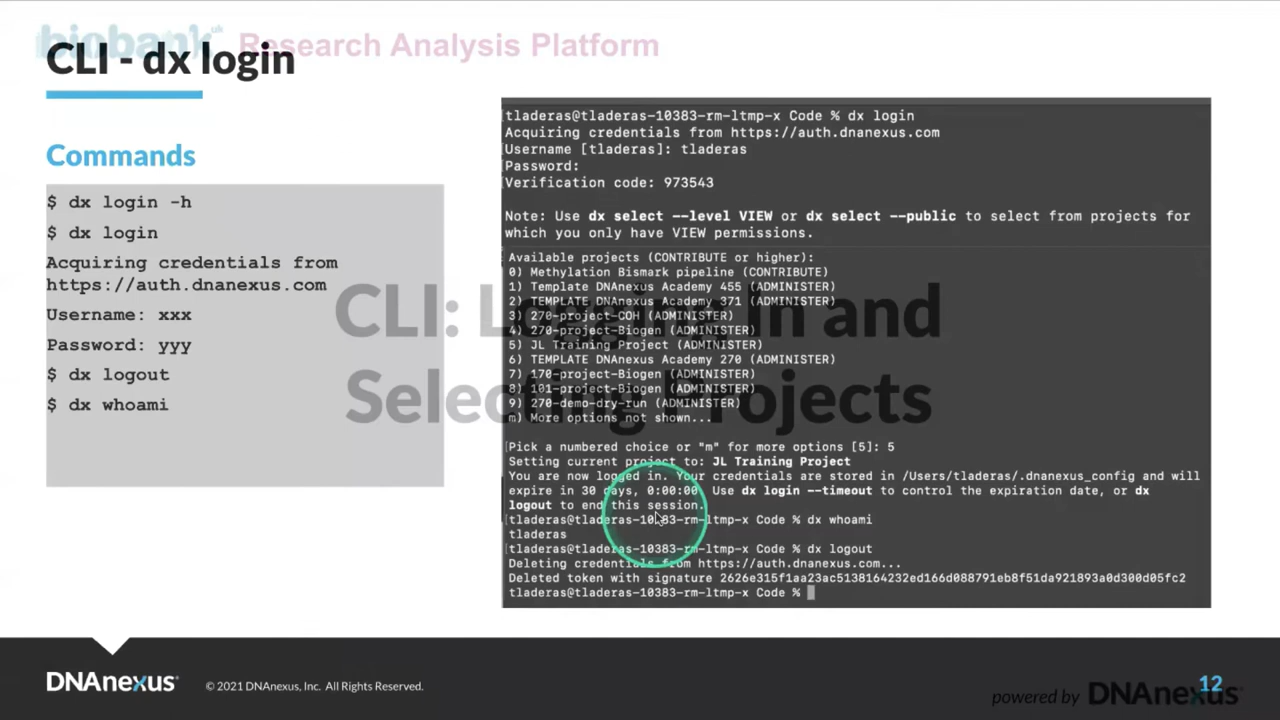 biobank uk Research Analysis Platform
CLI - dx login
Commands
$ dx login -h
$ dx login
Acquiring credentials from
https://auth.dnanexus.com
Username: xxx
Password: yyy
$ dx logout
$ dx whoami
[tladeras@tladeras-10383-rm-ltmp-x Code % dx login
Acquiring credentials from https://auth.dnanexus.com
[Username [tladeras]: tladeras
[Password:
[Verification code: 973543
Note: Use dx select --level VIEW or dx select --public to select from projects for
which you only have VIEW permissions.
Available projects (CONTRIBUTE or higher):
0) Methylation Bismark pipeline (CONTRIBUTE)
1) Template DNAnexus Academy 455 (ADMINISTER)
2) TEMPLATE DNAnexus Academy 371 (ADMINISTER)
3) 270-project-COH (ADMINISTER)
4) 270-project-Biogen (ADMINISTER)
5) JL Training Project (ADMINISTER)
6) TEMPLATE DNAnexus Academy 270 (ADMINISTER)
7) 170-project-Biogen (ADMINISTER)
8) 101-project-Biogen (ADMINISTER)
9) 270-demo-dry-run (ADMINISTER)
m) More options not shown...
[Pick a numbered choice or "m" for more options [5]: 5
Setting current project to: JL Training Project
You are now logged in. Your credentials are stored in /Users/tladeras/.dnanexus_config and will
expire in 30 days, 0:00:00. Use dx login --timeout to control the expiration date, or dx
logout to end this session.
[tladeras@tladeras-10383-rm-ltmp-x Code % dx whoami
tladeras
[tladeras@tladeras-10383-rm-ltmp-x Code % dx logout
Deleting credentials from https://auth.dnanexus.com...
Deleted token with signature 2626e315f1aa23ac5138164232ed166d088791eb8f51da921893a0d300d05fc2
tladeras@tladeras-10383-rm-ltmp-x Code %
CLI: Logging In and
Selecting Projects
DNAnexus
© 2021 DNAnexus, Inc. All Rights Reserved.
12
powered by DNAnexus